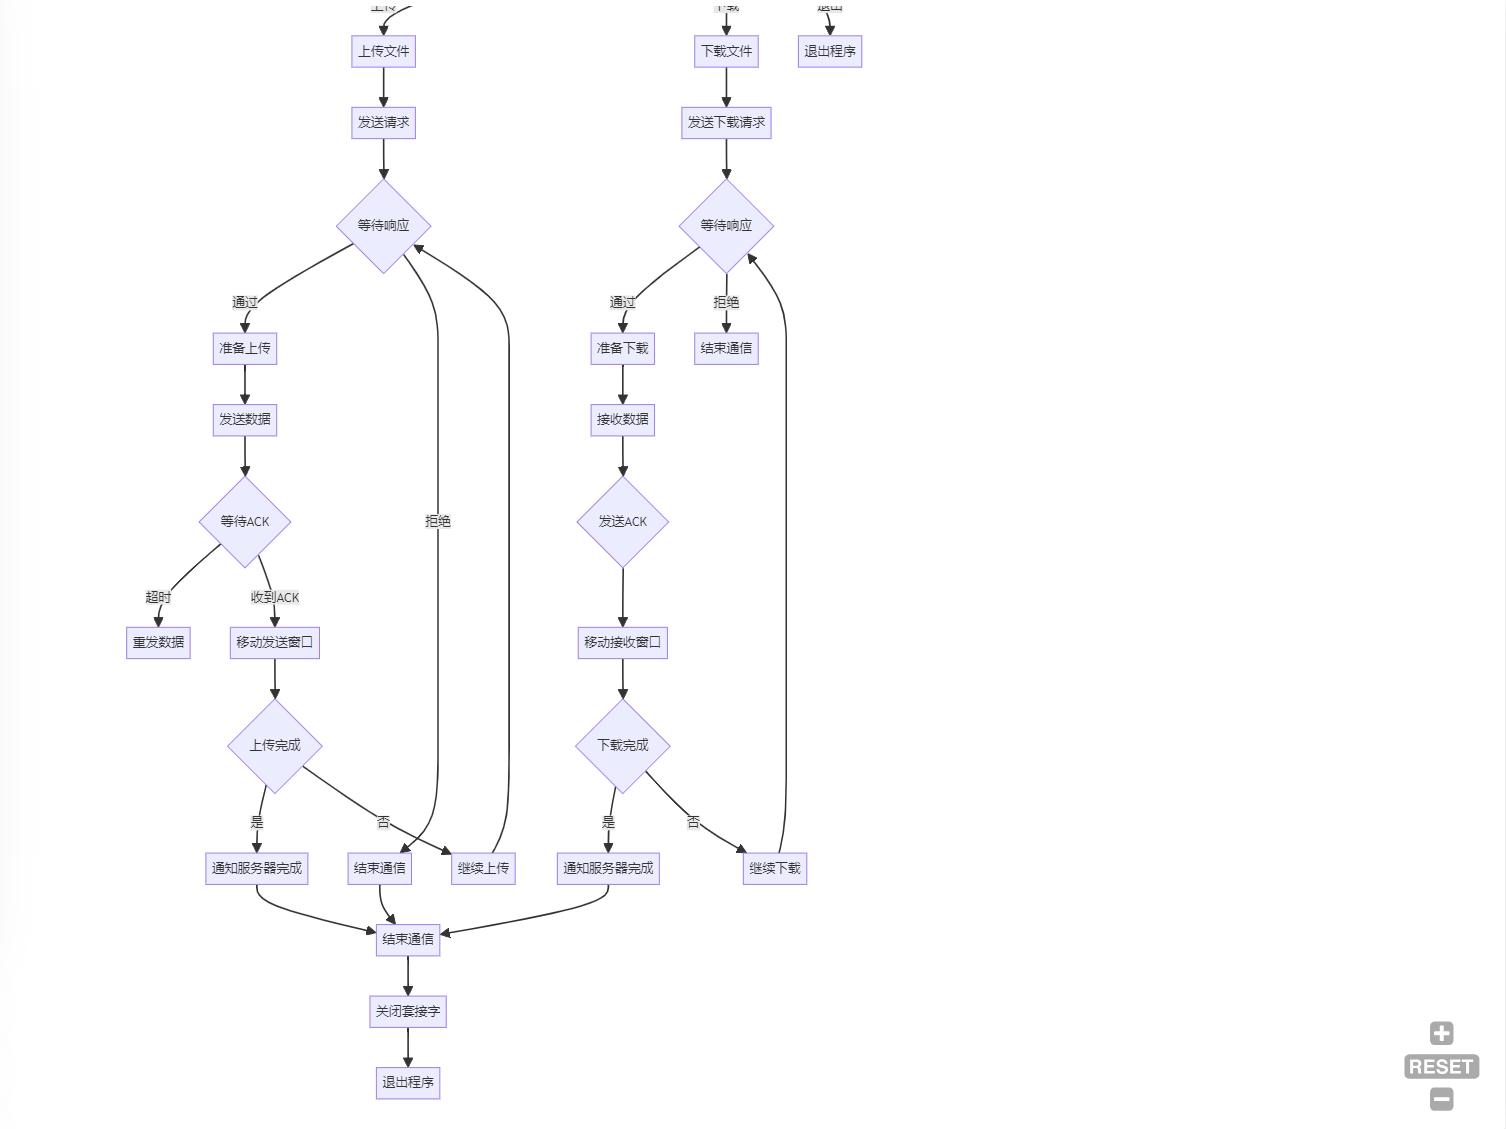 上传
下载
退出
上传文件
下载文件
退出程序
发送请求
发送下载请求
等待响应
等待响应
通过
通过
拒绝
准备上传
准备下载
结束通信
发送数据
接收数据
等待ACK
拒绝
发送ACK
超时
收到ACK
重发数据
移动发送窗口
移动接收窗口
上传完成
下载完成
是
否
是
否
通知服务器完成
结束通信
继续上传
通知服务器完成
继续下载
结束通信
关闭套接字
退出程序
RESET